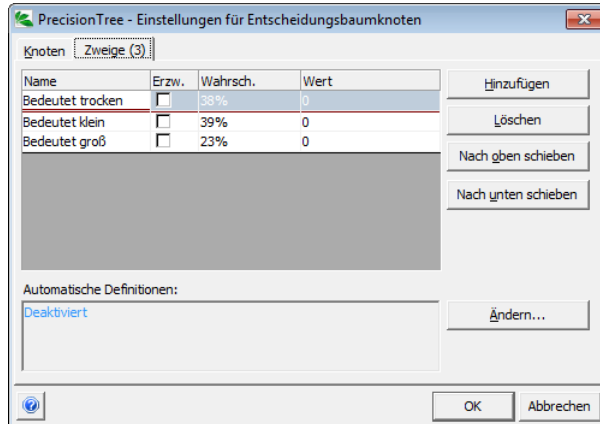 PrecisionTree - Einstellungen für Entscheidungsbaumknoten
Knoten Zweige (3)
Name Erzw. Wahrsch. Wert
Bedeutet trocken 38% 0
Bedeutet klein 39% 0
Bedeutet groß 23% 0
Hinzufügen
Löschen
Nach oben schieben
Nach unten schieben
Automatische Definitionen:
Deaktiviert
Ändern...
OK Abbrechen